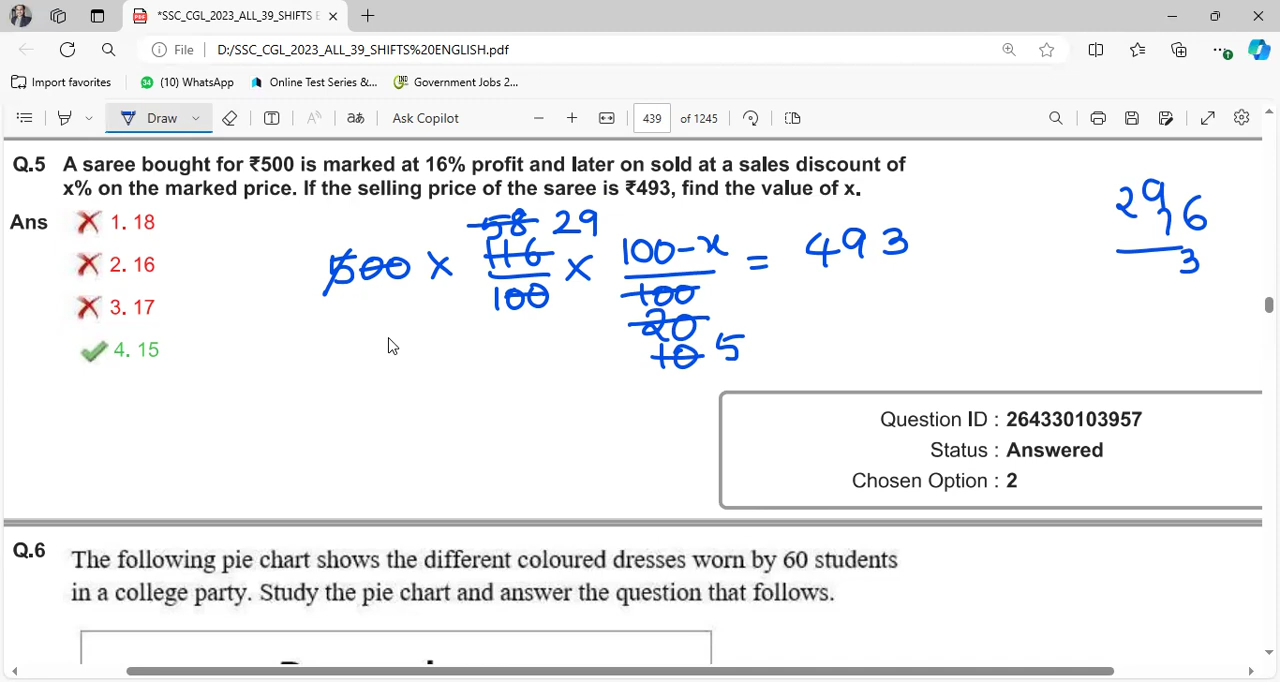 *SSC_CGL_2023_ALL_39_SHIFTS E
File D:/SSC_CGL_2023_ALL_39_SHIFTS%20ENGLISH.pdf
Import favorites 34 (10) WhatsApp Online Test Series &... Government Jobs 2...
Draw aあ Ask Copilot 439 of 1245
Q.5 A saree bought for ₹500 is marked at 16% profit and later on sold at a sales discount of
x% on the marked price. If the selling price of the saree is ₹493, find the value of x.
Ans 1. 18
2. 16
3. 17
4. 15
58 29
500 × 116/100 × 100-x/100 = 493
20
10 5
29
6
3
Question ID : 264330103957
Status : Answered
Chosen Option : 2
Q.6 The following pie chart shows the different coloured dresses worn by 60 students
in a college party. Study the pie chart and answer the question that follows.